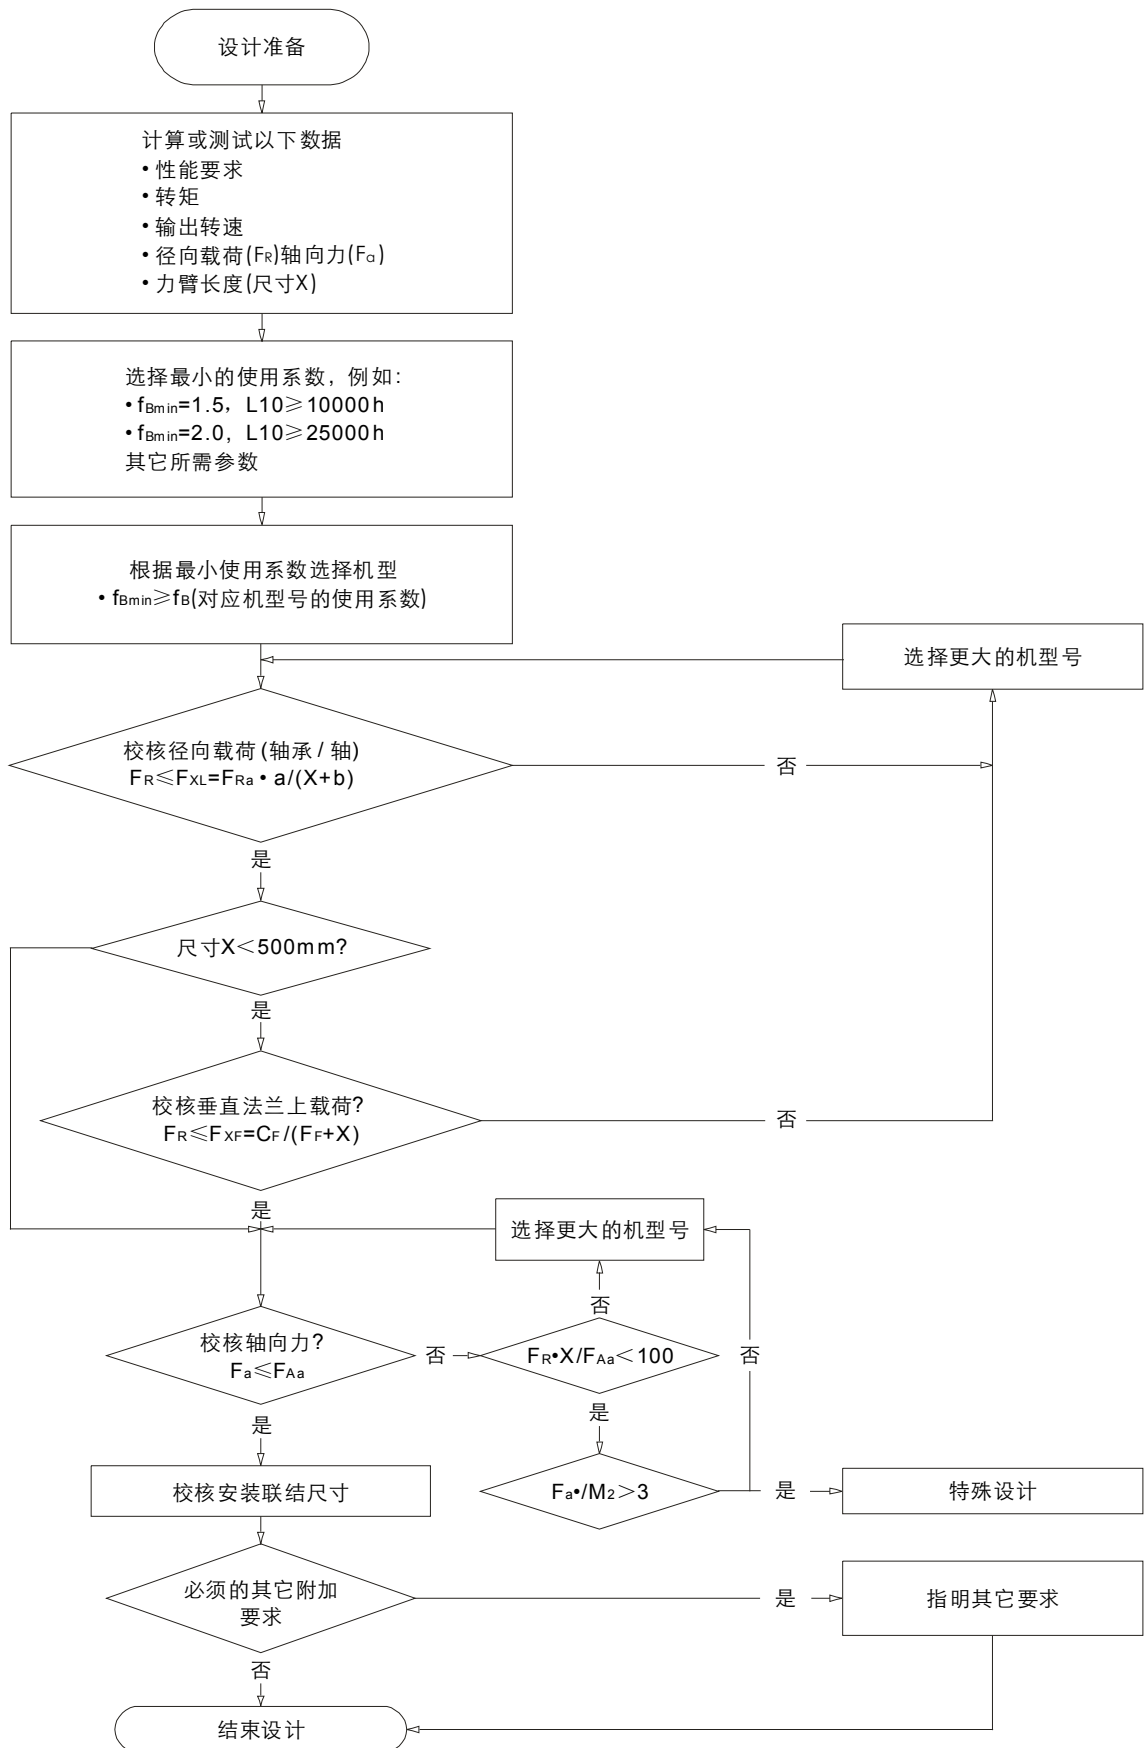 设计准备
计算或测试以下数据
•性能要求
•转矩
•输出转速
•径向载荷(FR)轴向力(Fa)
•力臂长度(尺寸X)
选择最小的使用系数，例如：
•fBmin=1.5，L10≥10000h
•fBmin=2.0，L10≥25000h
其它所需参数
根据最小使用系数选择机型
•fBmin≥fB(对应机型号的使用系数)
选择更大的机型号
校核径向载荷(轴承/轴)
FR≤FXL=FRa•a/(X+b)
否
是
尺寸X＜500mm?
是
校核垂直法兰上载荷?
FR≤FXF=CF/(FF+X)
否
是
选择更大的机型号
否
校核轴向力?
Fa≤FAa
否
FR•X/FAa＜100
否
是
是
校核安装联结尺寸
Fa•/M2＞3
是
特殊设计
必须的其它附加
要求
是
指明其它要求
否
结束设计